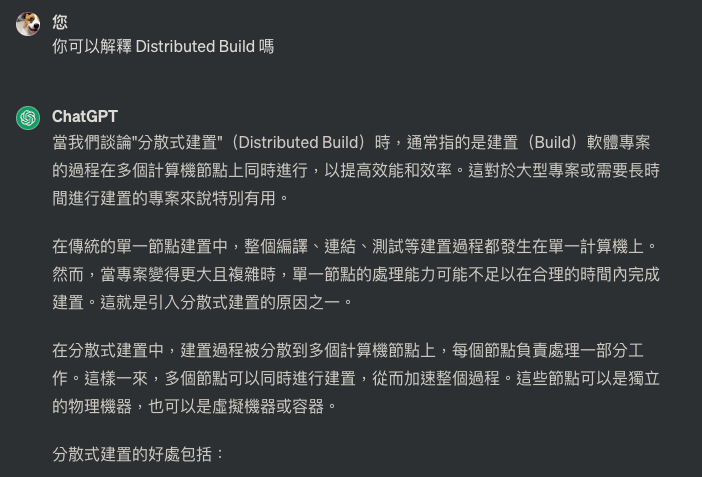 您
你可以解釋 Distributed Build 嗎
ChatGPT
當我們談論"分散式建置"（Distributed Build）時，通常指的是建置（Build）軟體專案
的過程在多個計算機節點上同時進行，以提高效能和效率。這對於大型專案或需要長時
間進行建置的專案來說特別有用。
在傳統的單一節點建置中，整個編譯、連結、測試等建置過程都發生在單一計算機上。
然而，當專案變得更大且複雜時，單一節點的處理能力可能不足以在合理的時間內完成
建置。這就是引入分散式建置的原因之一。
在分散式建置中，建置過程被分散到多個計算機節點上，每個節點負責處理一部分工
作。這樣一來，多個節點可以同時進行建置，從而加速整個過程。這些節點可以是獨立
的物理機器，也可以是虛擬機器或容器。
分散式建置的好處包括：